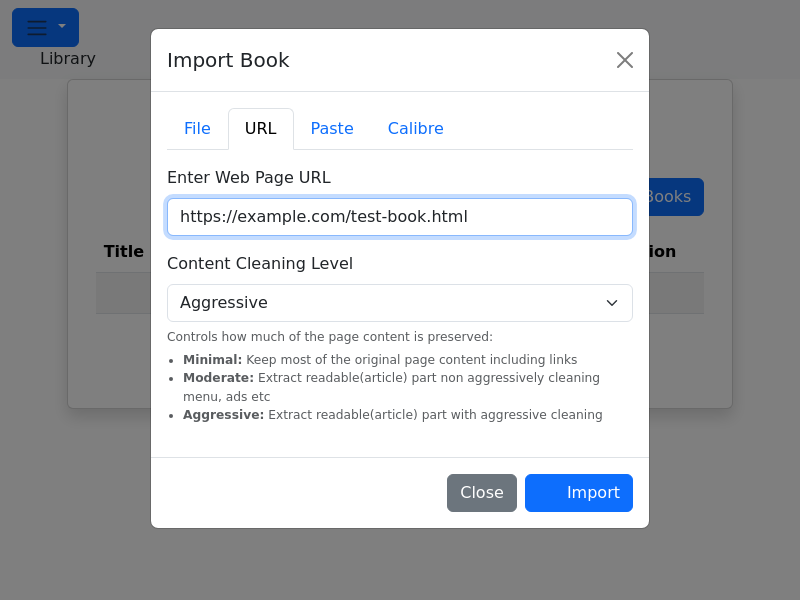 Library
Import Book
File
URL
Paste
Calibre
Enter Web Page URL
Books
https://example.com/test-book.html
Title
Content Cleaning Level
Aggressive
Controls how much of the page content is preserved:
Minimal: Keep most of the original page content including links
Moderate: Extract readable(article) part non aggressively cleaning
menu, ads etc
Aggressive: Extract readable(article) part with aggressive cleaning
Close
Import